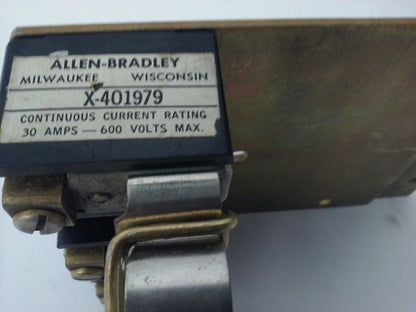 ALLEN-BRADLEY
MILWAUKEE WISCONSIN
X-401979
CONTINUOUS CURRENT RATING
30 AMPS — 600 VOLTS MAX.